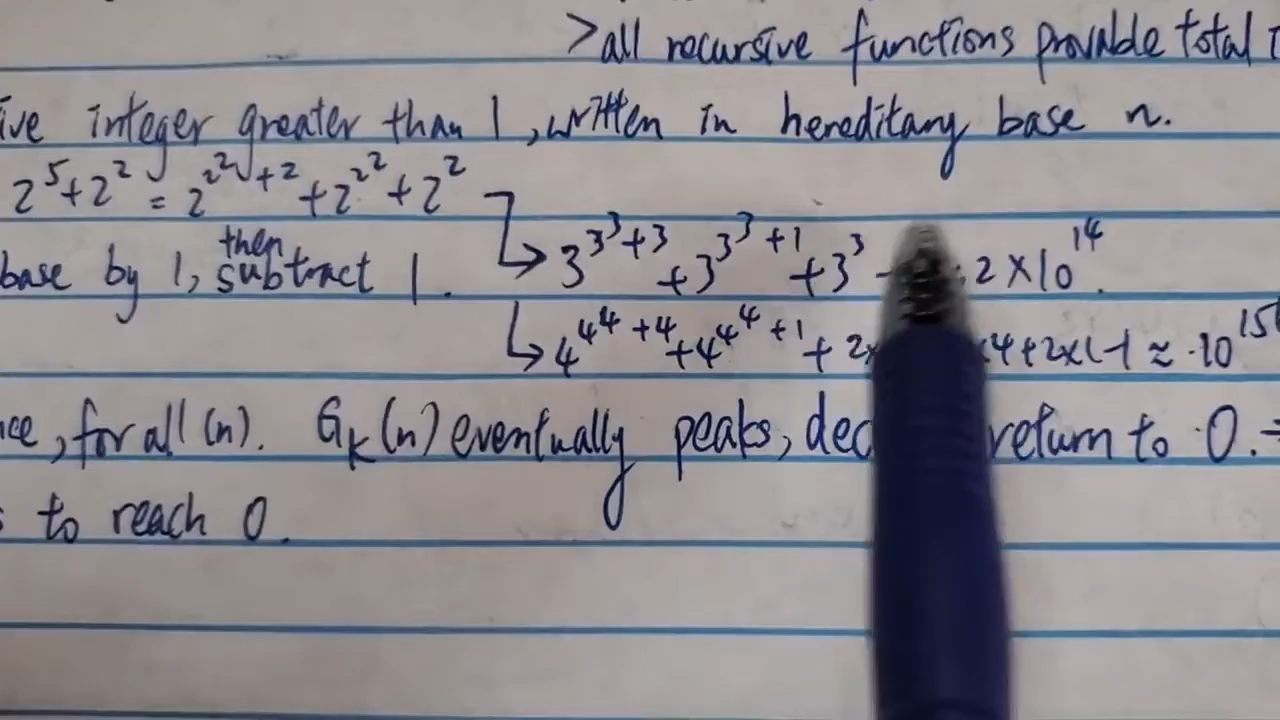 >all recursive functions provable total
ive integer greater than 1, written in hereditary base n.
2^5+2^2 = 2^{2^2+2} +2^{2^2} +2^2
base by 1, then subtract 1.
3^{3^3+3} +3^{3^3+1} +3^3 - 2×10^14.
4^{4^4+4} +4^{4^4+1} + 2× ×4+2×(-1 ≈ ·10^15
ce, for all (n). G_k(n) eventually peaks, dec return to 0.
to reach 0.